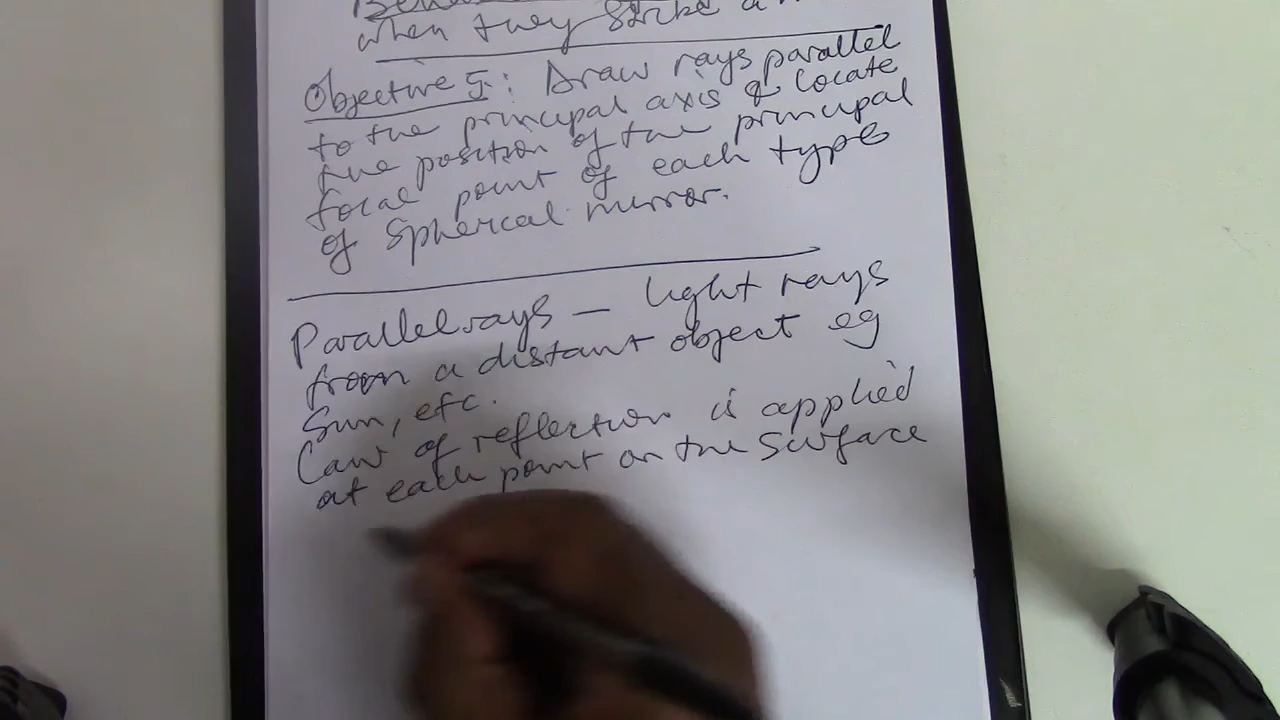 when they strike a
Objective 5: Draw rays parallel
to the principal axis & locate
the position of the principal
focal point of each type
of spherical mirror.
Parallel rays — light rays
from a distant object eg
Sun, etc.
Law of reflection is applied
at each point on the surface